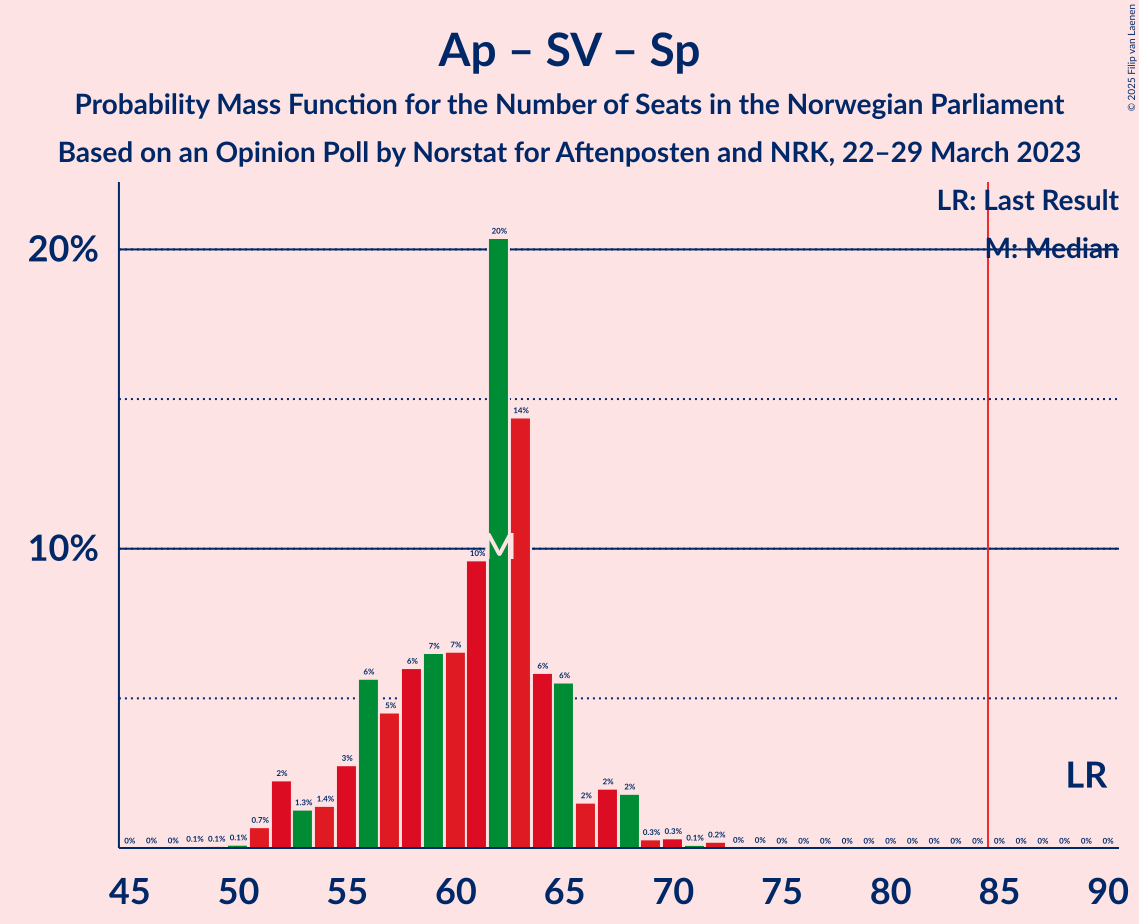 Ap – SV – Sp
Probability Mass Function for the Number of Seats in the Norwegian Parliament
Based on an Opinion Poll by Norstat for Aftenposten and NRK, 22–29 March 2023
© 2025 Filip van Laenen
LR: Last Result
M: Median
20%
10%
0% 0% 0% 0.1% 0.1% 0.1% 0.7% 2% 1.3% 1.4% 3% 6% 5% 6% 7% 7% 10% 20% 14% 6% 6% 2% 2% 2% 0.3% 0.3% 0.1% 0.2% 0% 0% 0% 0% 0% 0% 0% 0% 0% 0% 0% 0% 0% 0% 0% 0% 0% 0%
M
LR
45 50 55 60 65 70 75 80 85 90